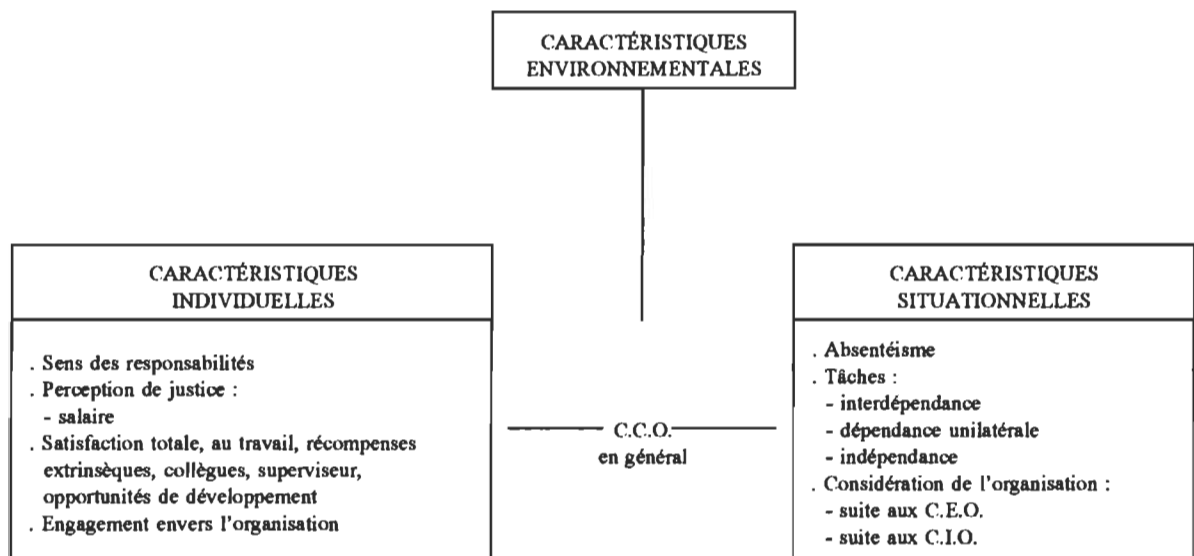 CARACTÉRISTIQUES
ENVIRONNEMENTALES
CARACTÉRISTIQUES
INDIVIDUELLES
. Sens des responsabilités
. Perception de justice :
- salaire
. Satisfaction totale, au travail, récompenses
extrinsèques, collègues, superviseur,
opportunités de développement
. Engagement envers l'organisation
C.C.O.
en général
CARACTÉRISTIQUES
SITUATIONNELLES
. Absentéisme
. Tâches :
- interdépendance
- dépendance unilatérale
- indépendance
. Considération de l'organisation :
- suite aux C.E.O.
- suite aux C.I.O.